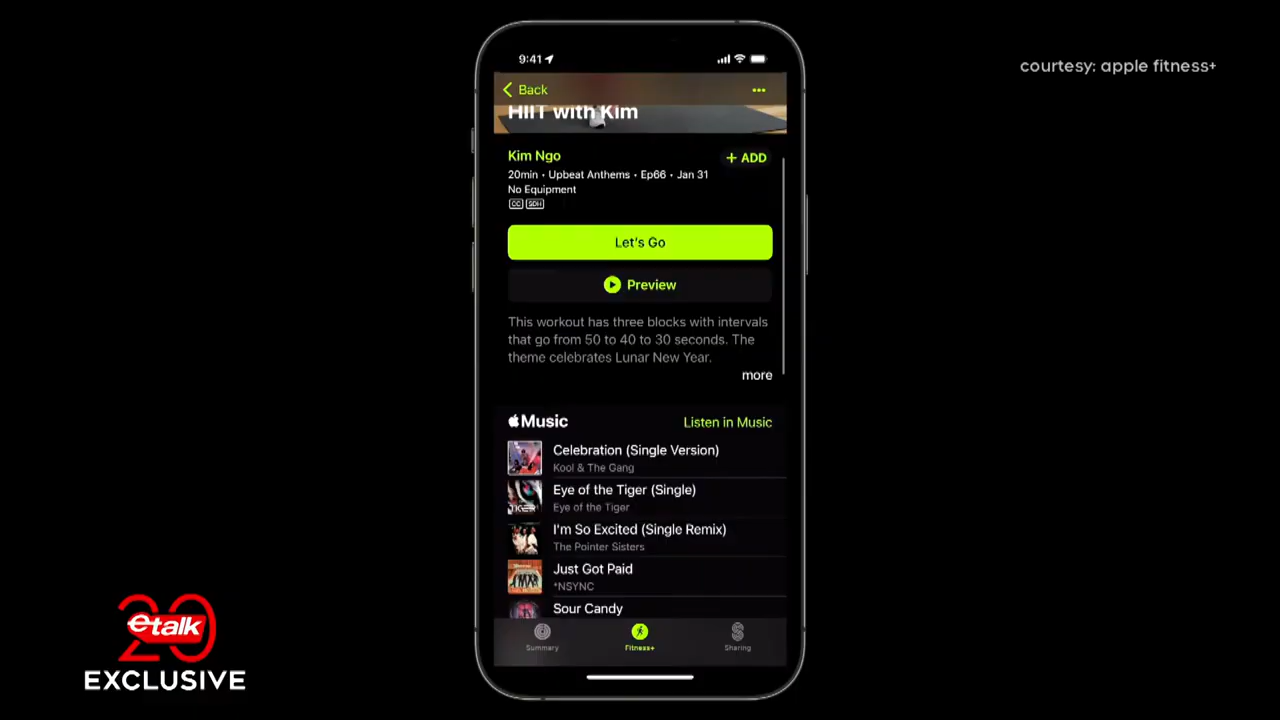 9:41
courtesy: apple fitness+
Back
HIIT with Kim
Kim Ngo
+ ADD
20min • Upbeat Anthems • Ep66 • Jan 31
No Equipment
CC SDH
Let's Go
Preview
This workout has three blocks with intervals
that go from 50 to 40 to 30 seconds. The
theme celebrates Lunar New Year.
more
Music
Listen in Music
Celebration (Single Version)
Kool & The Gang
Eye of the Tiger (Single)
Eye of the Tiger
I'm So Excited (Single Remix)
The Pointer Sisters
Just Got Paid
*NSYNC
Sour Candy
Summary
Fitness+
Sharing
20
etalk
EXCLUSIVE